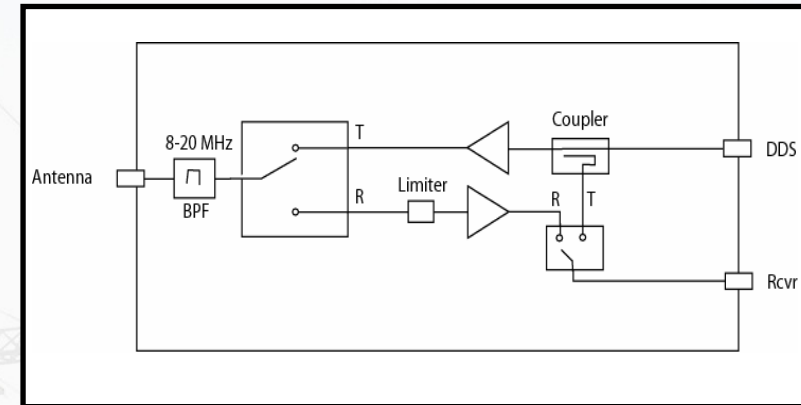 Coupler
T
8-20 MHz
DDS
Antenna
Limiter
R
R
T
BPF
Rcvr